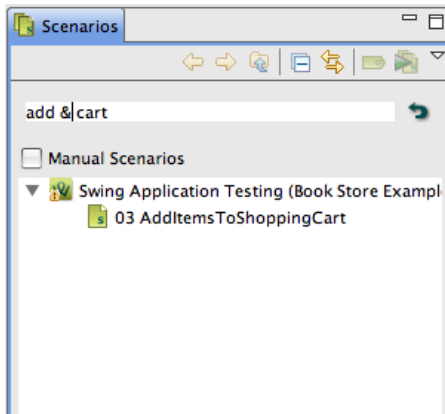 Scenarios
add & cart
Manual Scenarios
Swing Application Testing (Book Store Exampl
03 AddItemsToShoppingCart